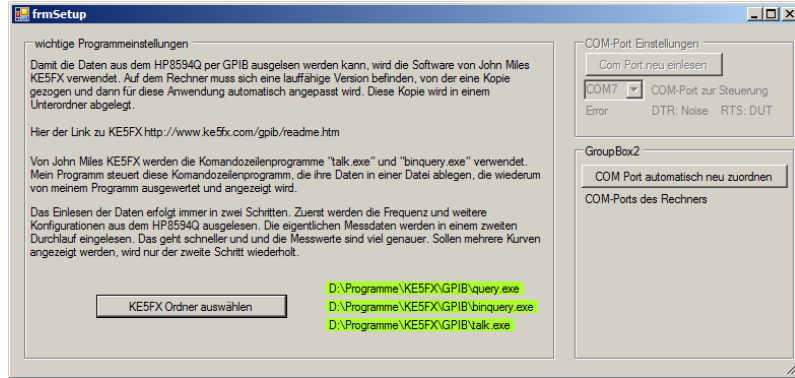 frmSetup
wichtige Programmeinstellungen
Damit die Daten aus dem HP8594Q per GPIB ausgelsen werden kann, wird die Software von John Miles
KE5FX verwendet. Auf dem Rechner muss sich eine lauffähige Version befinden, von der eine Kopie
gezogen und dann für diese Anwendung automatisch angepasst wird. Diese Kopie wird in einem
Unterordner abgelegt.
Hier der Link zu KE5FX http://www.ke5fx.com/gpib/readme.htm
Von John Miles KE5FX werden die Komandozeilenprogramme "talk.exe" und "binquery.exe" verwendet.
Mein Programm steuert diese Komandozeilenprogramm, die ihre Daten in einer Datei ablegen, die wiederum
von meinem Programm ausgewertet und angezeigt wird.
Das Einlesen der Daten erfolgt immer in zwei Schritten. Zuerst werden die Frequenz und weitere
Konfigurationen aus dem HP8594Q ausgelesen. Die eigentlichen Messdaten werden in einem zweiten
Durchlauf eingelesen. Das geht schneller und und die Messwerte sind viel genauer. Sollen mehrere Kurven
angezeigt werden, wird nur der zweite Schritt wiederholt.
KE5FX Ordner auswählen
D:\Programme\KE5FX\GPIB\query.exe
D:\Programme\KE5FX\GPIB\binquery.exe
D:\Programme\KE5FX\GPIB\talk.exe
COM-Port Einstellungen
Com Port neu einlesen
COM7 COM-Port zur Steuerung
Error DTR: Noise RTS: DUT
GroupBox2
COM Port automatisch neu zuordnen
COM-Ports des Rechners